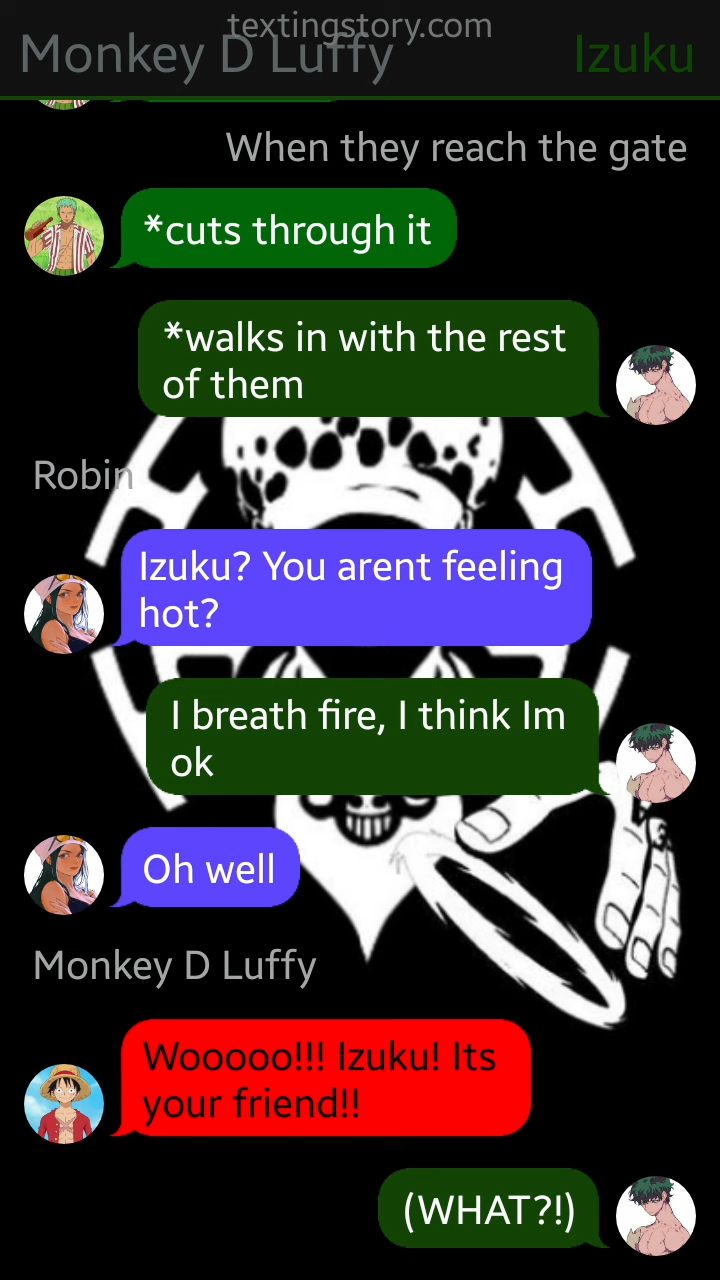 textingstory.com
Monkey D Luffy
Izuku
When they reach the gate
*cuts through it
*walks in with the rest
of them
Robin
Izuku? You arent feeling
hot?
I breath fire, I think Im
ok
Oh well
Monkey D Luffy
Wooooo!!! Izuku! Its
your friend!!
(WHAT?!)